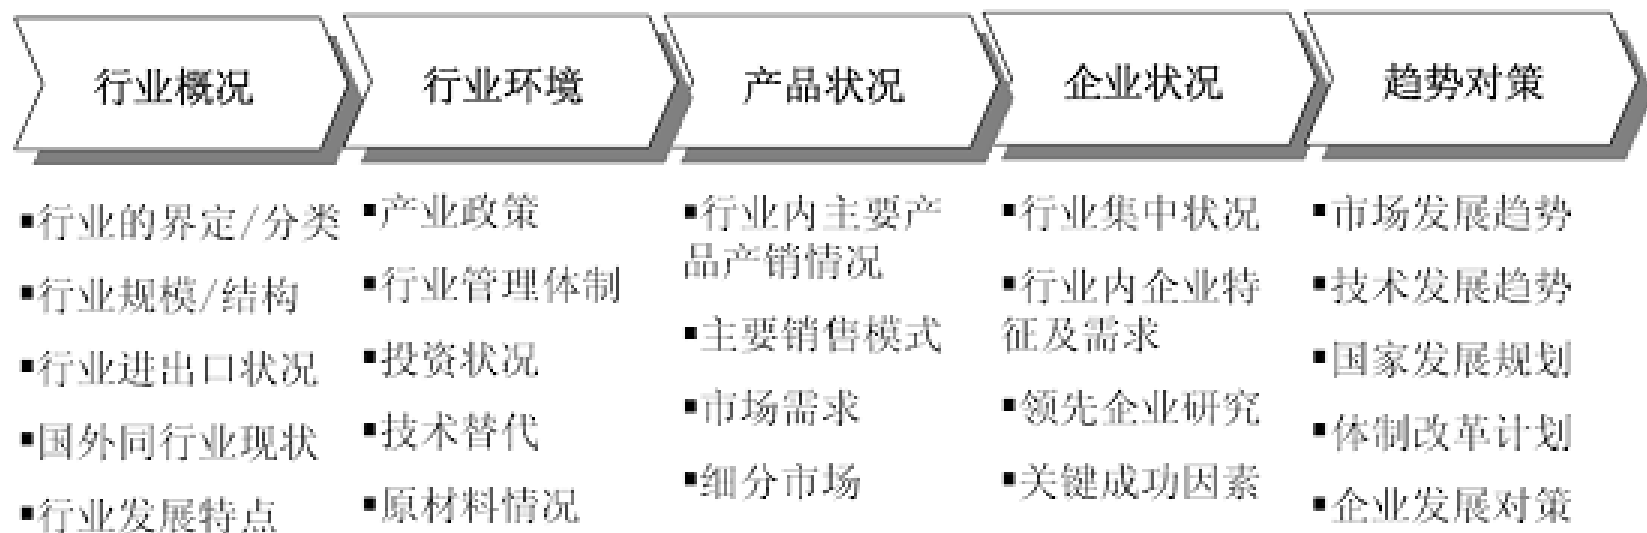 行业概况
行业环境
产品状况
企业状况
趋势对策
▪行业的界定/分类
▪行业规模/结构
▪行业进出口状况
▪国外同行业现状
▪行业发展特点
▪产业政策
▪行业管理体制
▪投资状况
▪技术替代
▪原材料情况
▪行业内主要产
品产销情况
▪主要销售模式
▪市场需求
▪细分市场
▪行业集中状况
▪行业内企业特
征及需求
▪领先企业研究
▪关键成功因素
▪市场发展趋势
▪技术发展趋势
▪国家发展规划
▪体制改革计划
▪企业发展对策